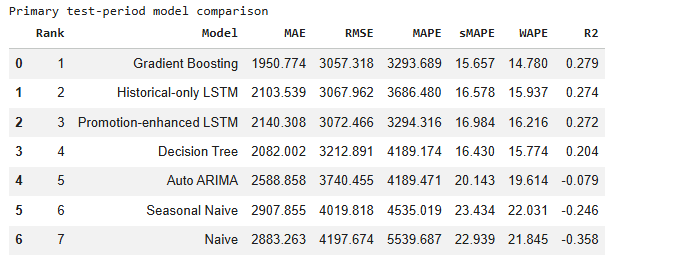 Primary test-period model comparison
Rank Model MAE RMSE MAPE sMAPE WAPE R2
0 1 Gradient Boosting 1950.774 3057.318 3293.689 15.657 14.780 0.279
1 2 Historical-only LSTM 2103.539 3067.962 3686.480 16.578 15.937 0.274
2 3 Promotion-enhanced LSTM 2140.308 3072.466 3294.316 16.984 16.216 0.272
3 4 Decision Tree 2082.002 3212.891 4189.174 16.430 15.774 0.204
4 5 Auto ARIMA 2588.858 3740.455 4189.471 20.143 19.614 -0.079
5 6 Seasonal Naive 2907.855 4019.818 4535.019 23.434 22.031 -0.246
6 7 Naive 2883.263 4197.674 5539.687 22.939 21.845 -0.358